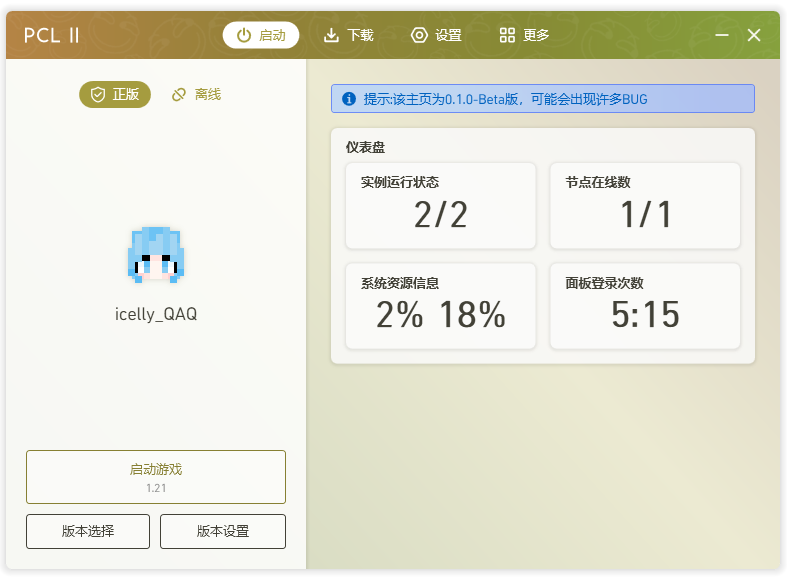 PCL II
启动
下载
设置
更多
正版
离线
icelly_QAQ
启动游戏
1.21
版本选择
版本设置
提示:该主页为0.1.0-Beta版，可能会出现许多BUG
仪表盘
实例运行状态
2/2
节点在线数
1/1
系统资源信息
2% 18%
面板登录次数
5:15